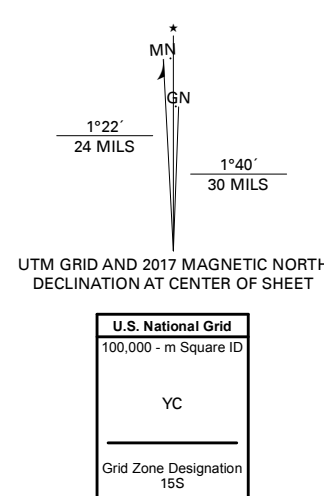 ★
MN
GN
1°22´
24 MILS
1°40´
30 MILS
UTM GRID AND 2017 MAGNETIC NORTH
DECLINATION AT CENTER OF SHEET
U.S. National Grid
100,000 - m Square ID
YC
Grid Zone Designation
15S